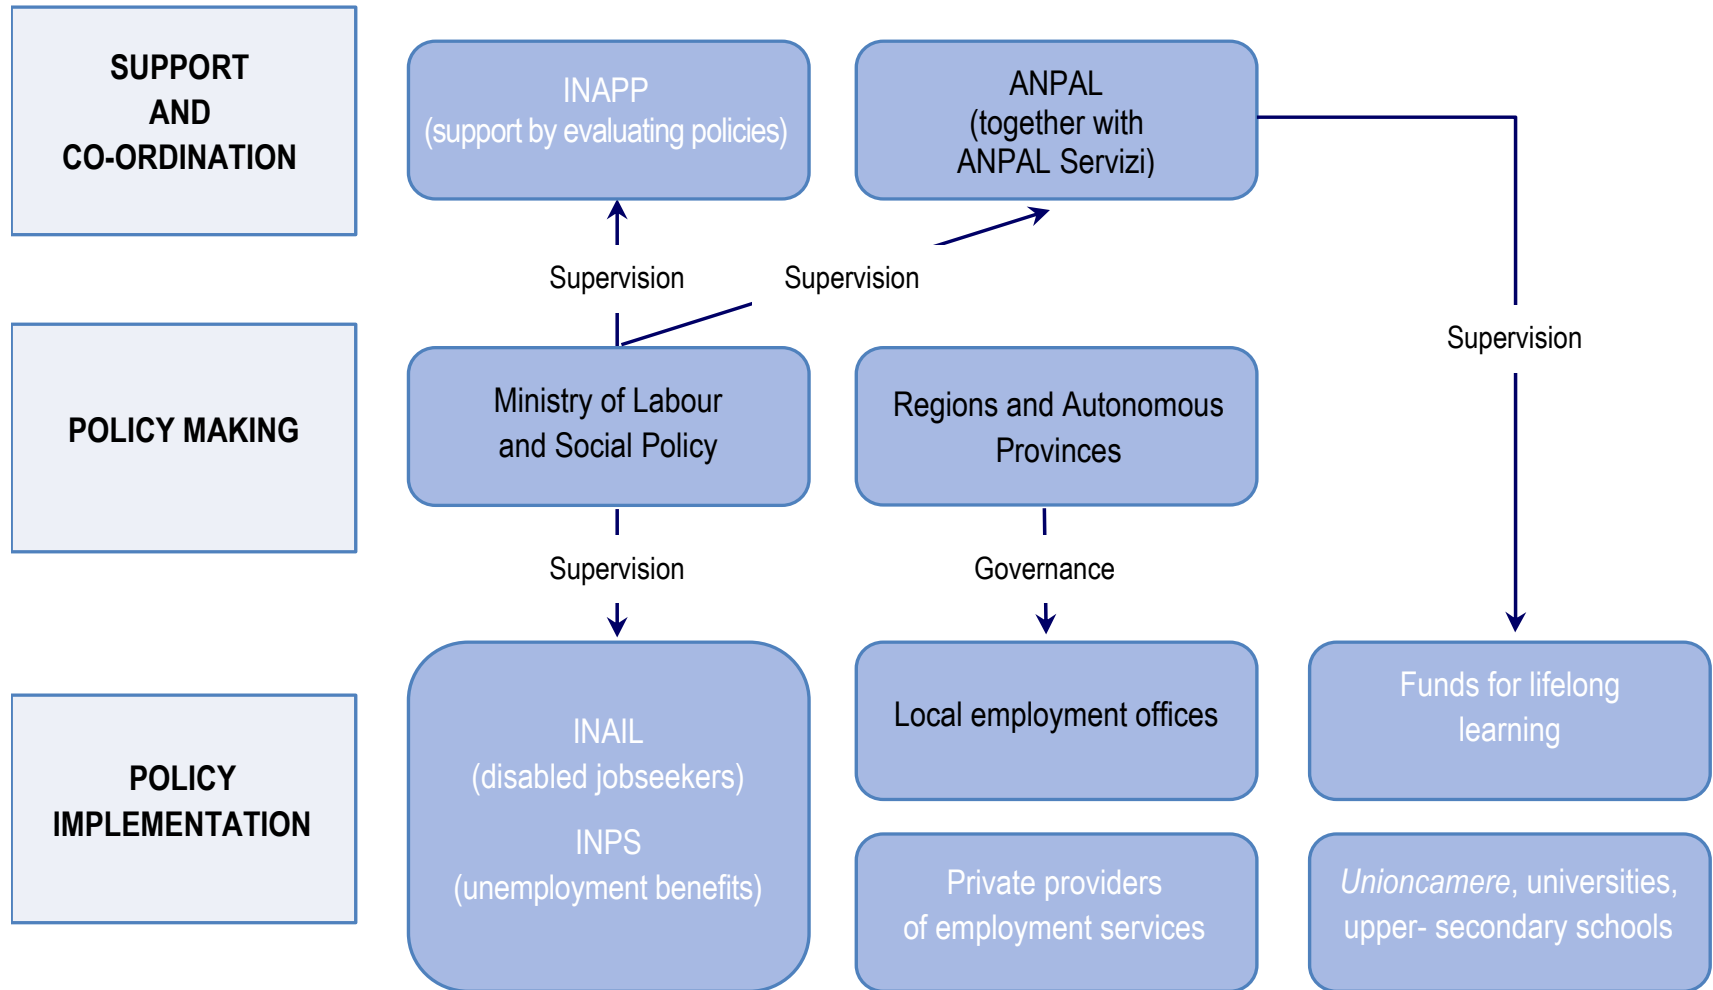 SUPPORT
AND
CO-ORDINATION
INAPP
(support by evaluating policies)
ANPAL
(together with
ANPAL Servizi)
Supervision
Supervision
Supervision
POLICY MAKING
Ministry of Labour
and Social Policy
Regions and Autonomous
Provinces
Supervision
Governance
POLICY
IMPLEMENTATION
INAIL
(disabled jobseekers)
INPS
(unemployment benefits)
Local employment offices
Funds for lifelong
learning
Private providers
of employment services
Unioncamere, universities,
upper- secondary schools